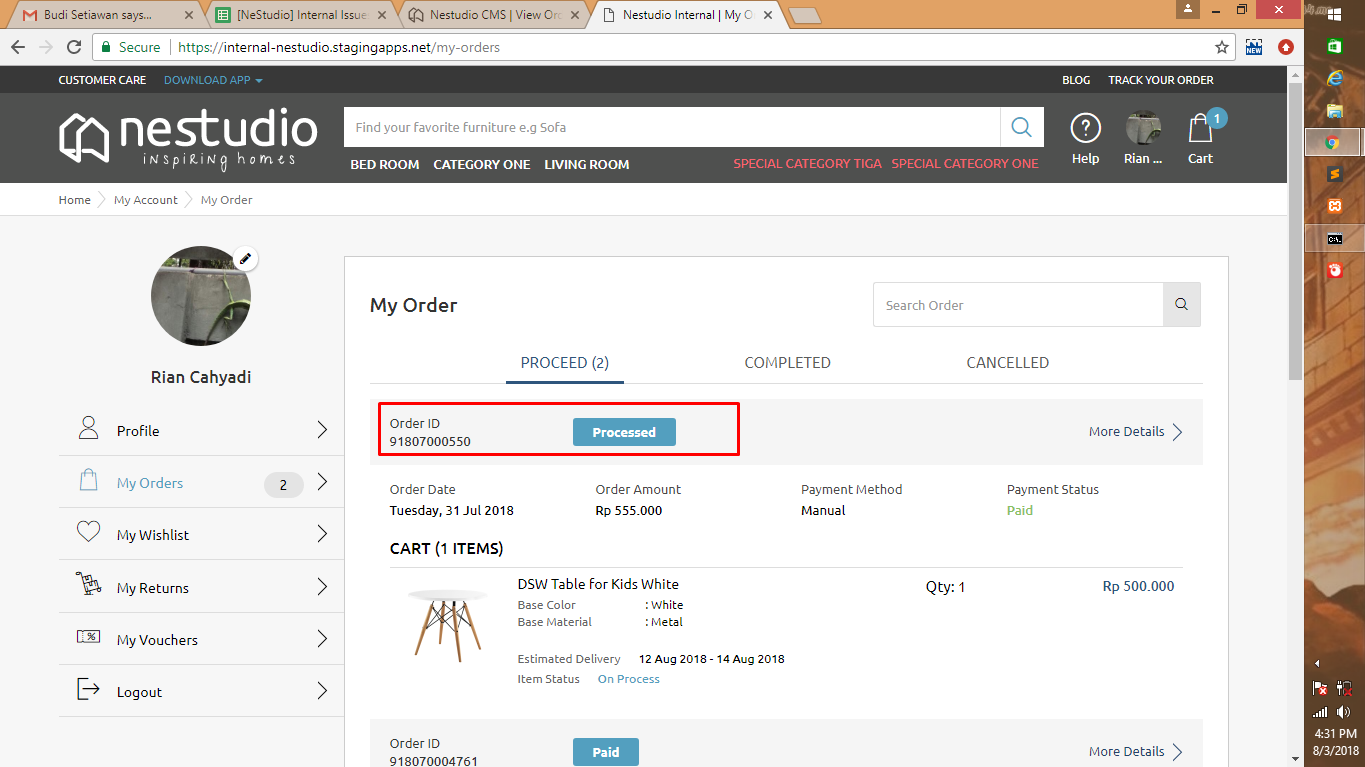 Budi Setiawan says...
[NeStudio] Internal Issue
Nestudio CMS | View Ord
Nestudio Internal | My O
Secure
https://internal-nestudio.stagingapps.net/my-orders
NEW
CUSTOMER CARE
DOWNLOAD APP
BLOG
TRACK YOUR ORDER
nestudio
inspiring homes
Find your favorite furniture e.g Sofa
BED ROOM
CATEGORY ONE
LIVING ROOM
SPECIAL CATEGORY TIGA
SPECIAL CATEGORY ONE
Help
Rian ...
1
Cart
Home
My Account
My Order
Rian Cahyadi
Profile
My Orders
2
My Wishlist
My Returns
My Vouchers
Logout
My Order
Search Order
PROCEED (2)
COMPLETED
CANCELLED
Order ID
91807000550
Processed
More Details
Order Date
Tuesday, 31 Jul 2018
Order Amount
Rp 555.000
Payment Method
Manual
Payment Status
Paid
CART (1 ITEMS)
DSW Table for Kids White
Base Color : White
Base Material : Metal
Qty: 1
Rp 500.000
Estimated Delivery 12 Aug 2018 - 14 Aug 2018
Item Status On Process
Order ID
918070004761
Paid
More Details
4:31 PM
8/3/2018